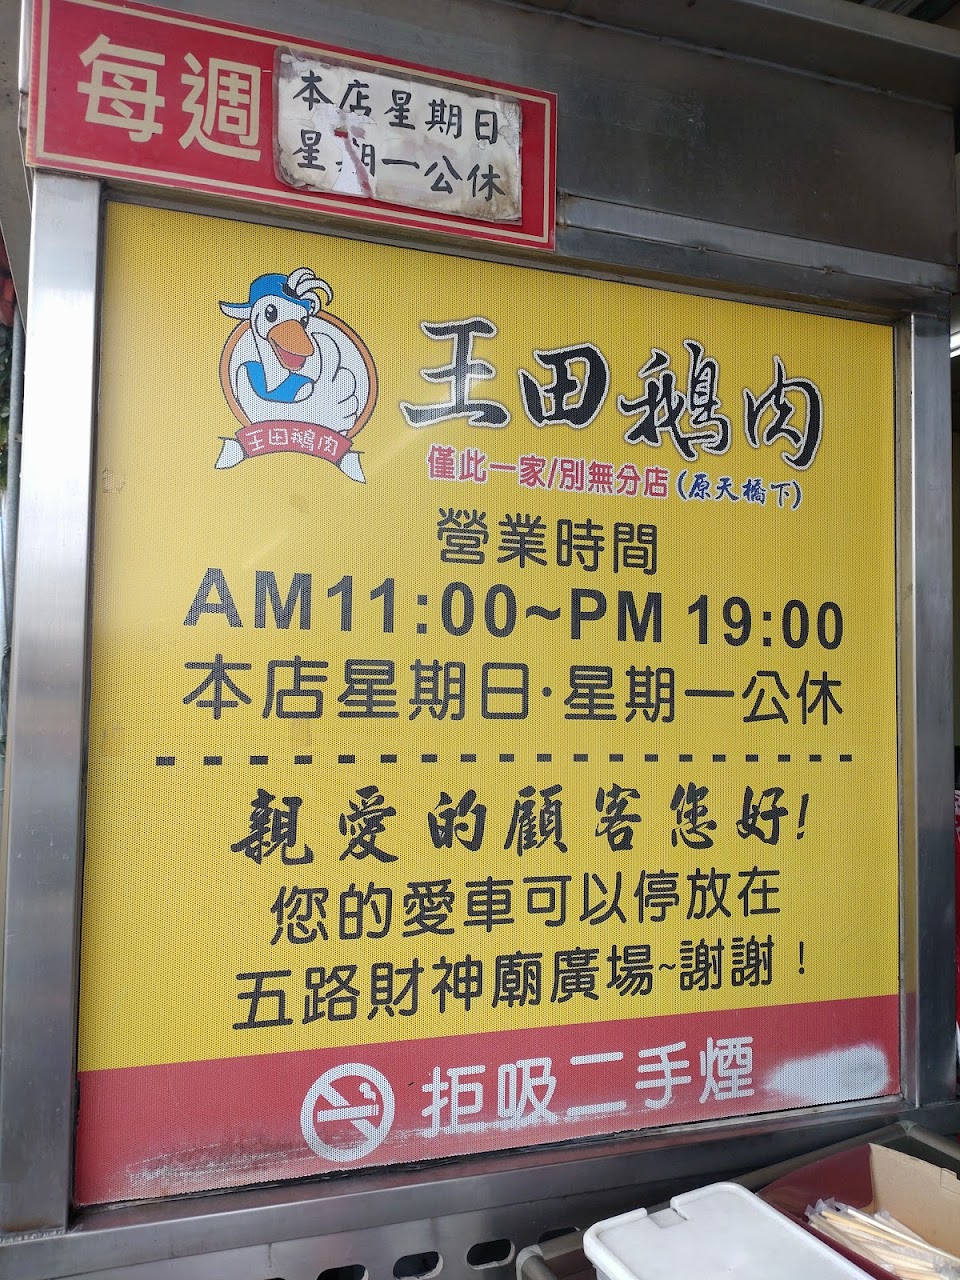 每週
本店星期日
星期一公休
王田鵝肉
王田鵝肉
僅此一家/別無分店(原天橋下)
營業時間
AM11:00~PM 19:00
本店星期日·星期一公休
親愛的顧客您好!
您的愛車可以停放在
五路財神廟廣場~謝謝！
拒吸二手煙